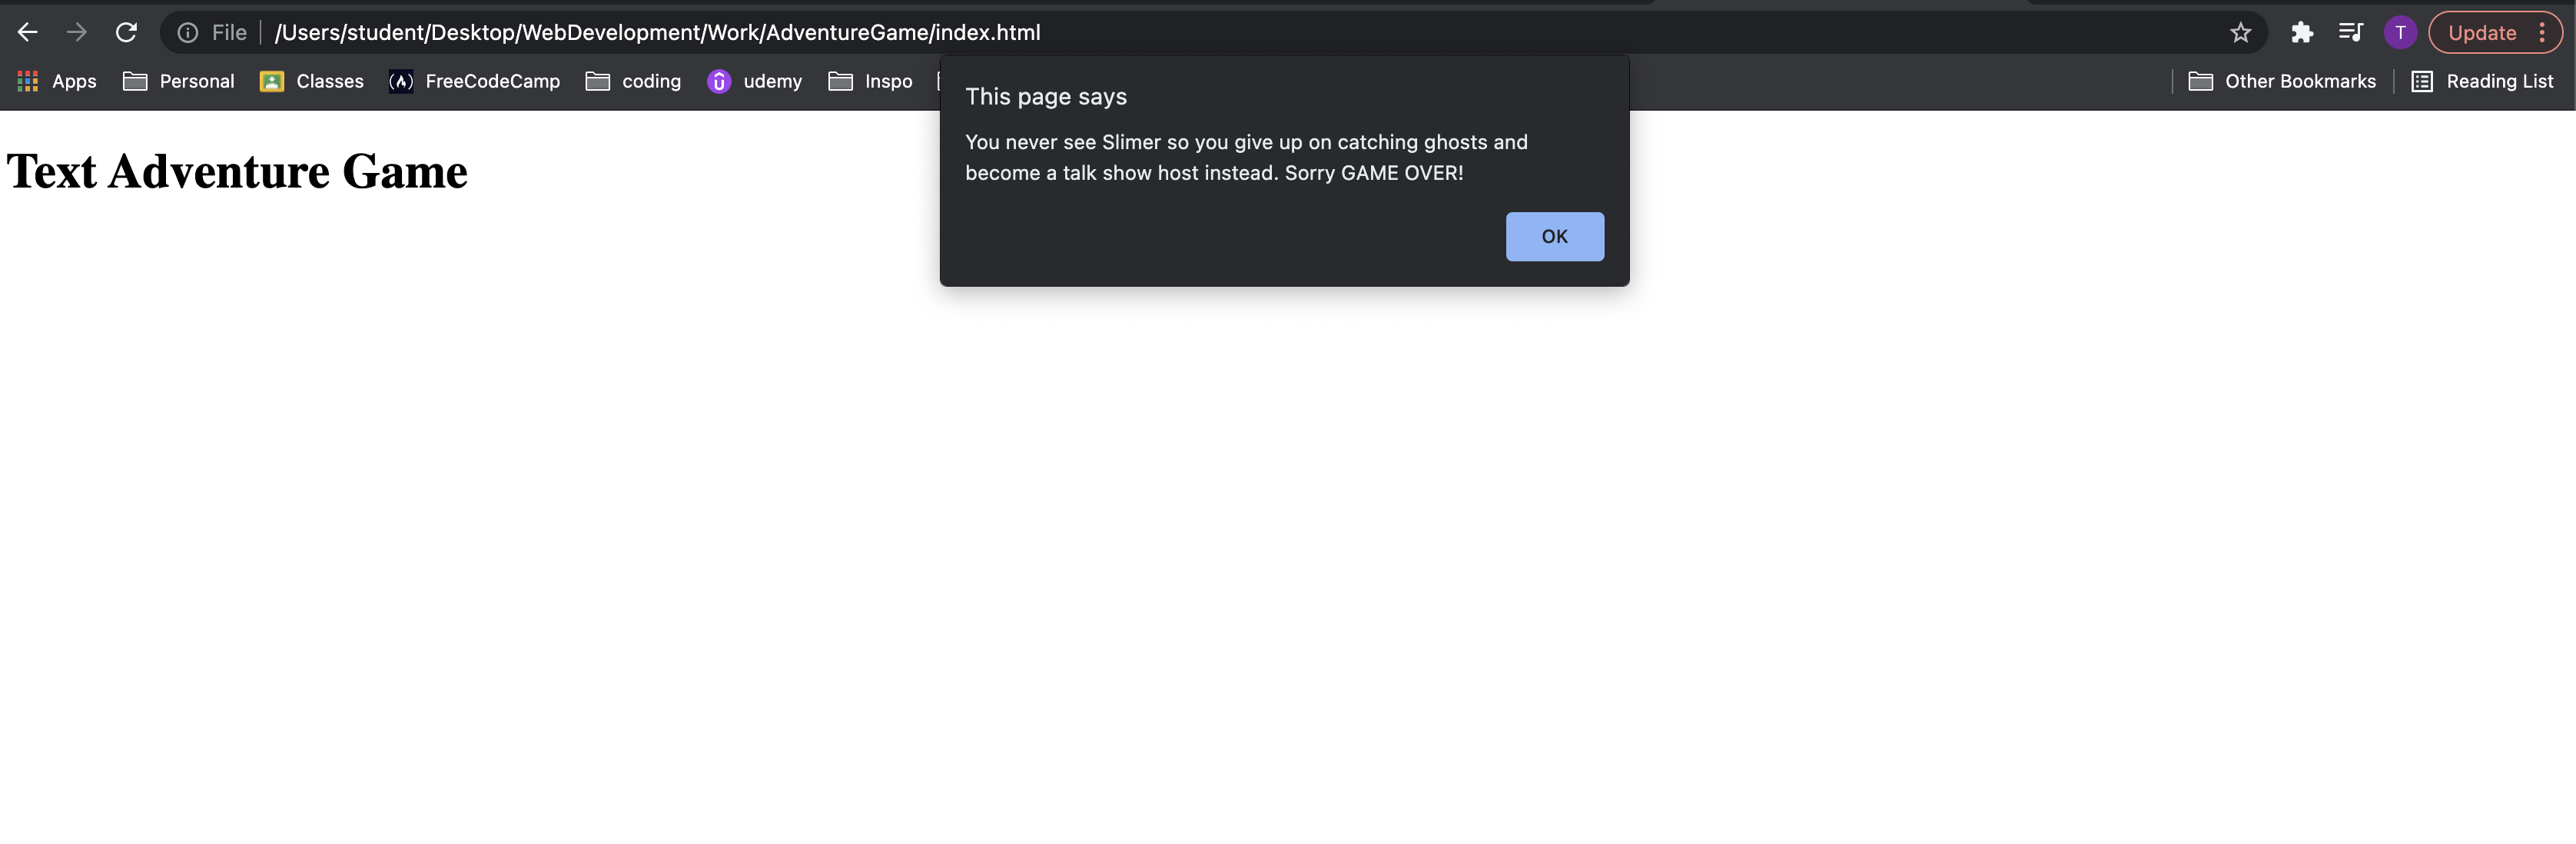 File /Users/student/Desktop/WebDevelopment/Work/AdventureGame/index.html T Update
Apps Personal Classes FreeCodeCamp coding udemy Inspo Other Bookmarks Reading List
This page says
You never see Slimer so you give up on catching ghosts and
become a talk show host instead. Sorry GAME OVER!
OK
Text Adventure Game